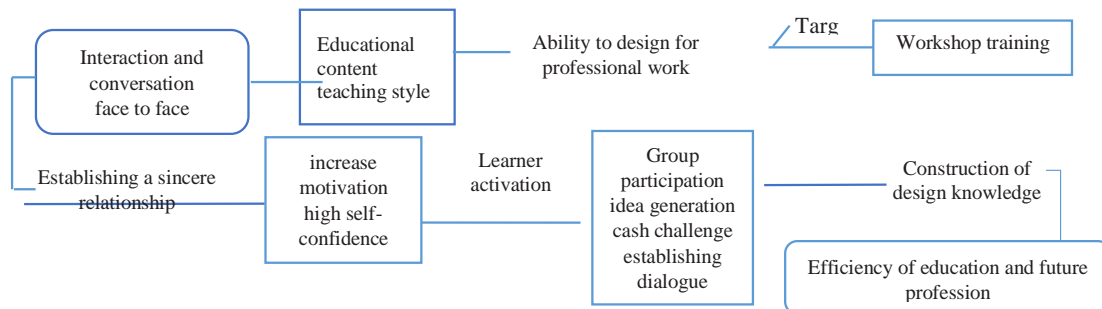 Interaction and
conversation
face to face
Educational
content
teaching style
Ability to design for
professional work
Targ
Workshop training
Establishing a sincere
relationship
increase
motivation
high self-
confidence
Learner
activation
Group
participation
idea generation
cash challenge
establishing
dialogue
Construction of
design knowledge
Efficiency of education and future
profession